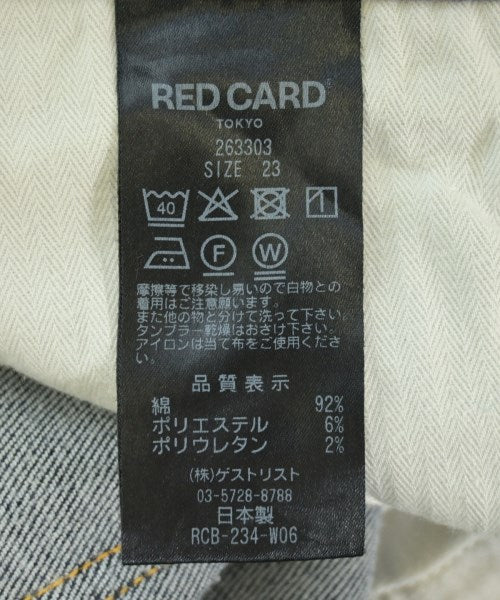 RED CARD
TOKYO
263303
SIZE 23
40
F W
摩擦等で移染し易いので白物との
着用はご注意願います。
また他の物と分けて洗って下さい。
タンブラー乾燥はおさけ下さい。
アイロンは当て布をご使用くだ
さい。
品質表示
綿 92%
ポリエステル 6%
ポリウレタン 2%
(株)ゲストリスト
03-5728-8788
日本製
RCB-234-W06